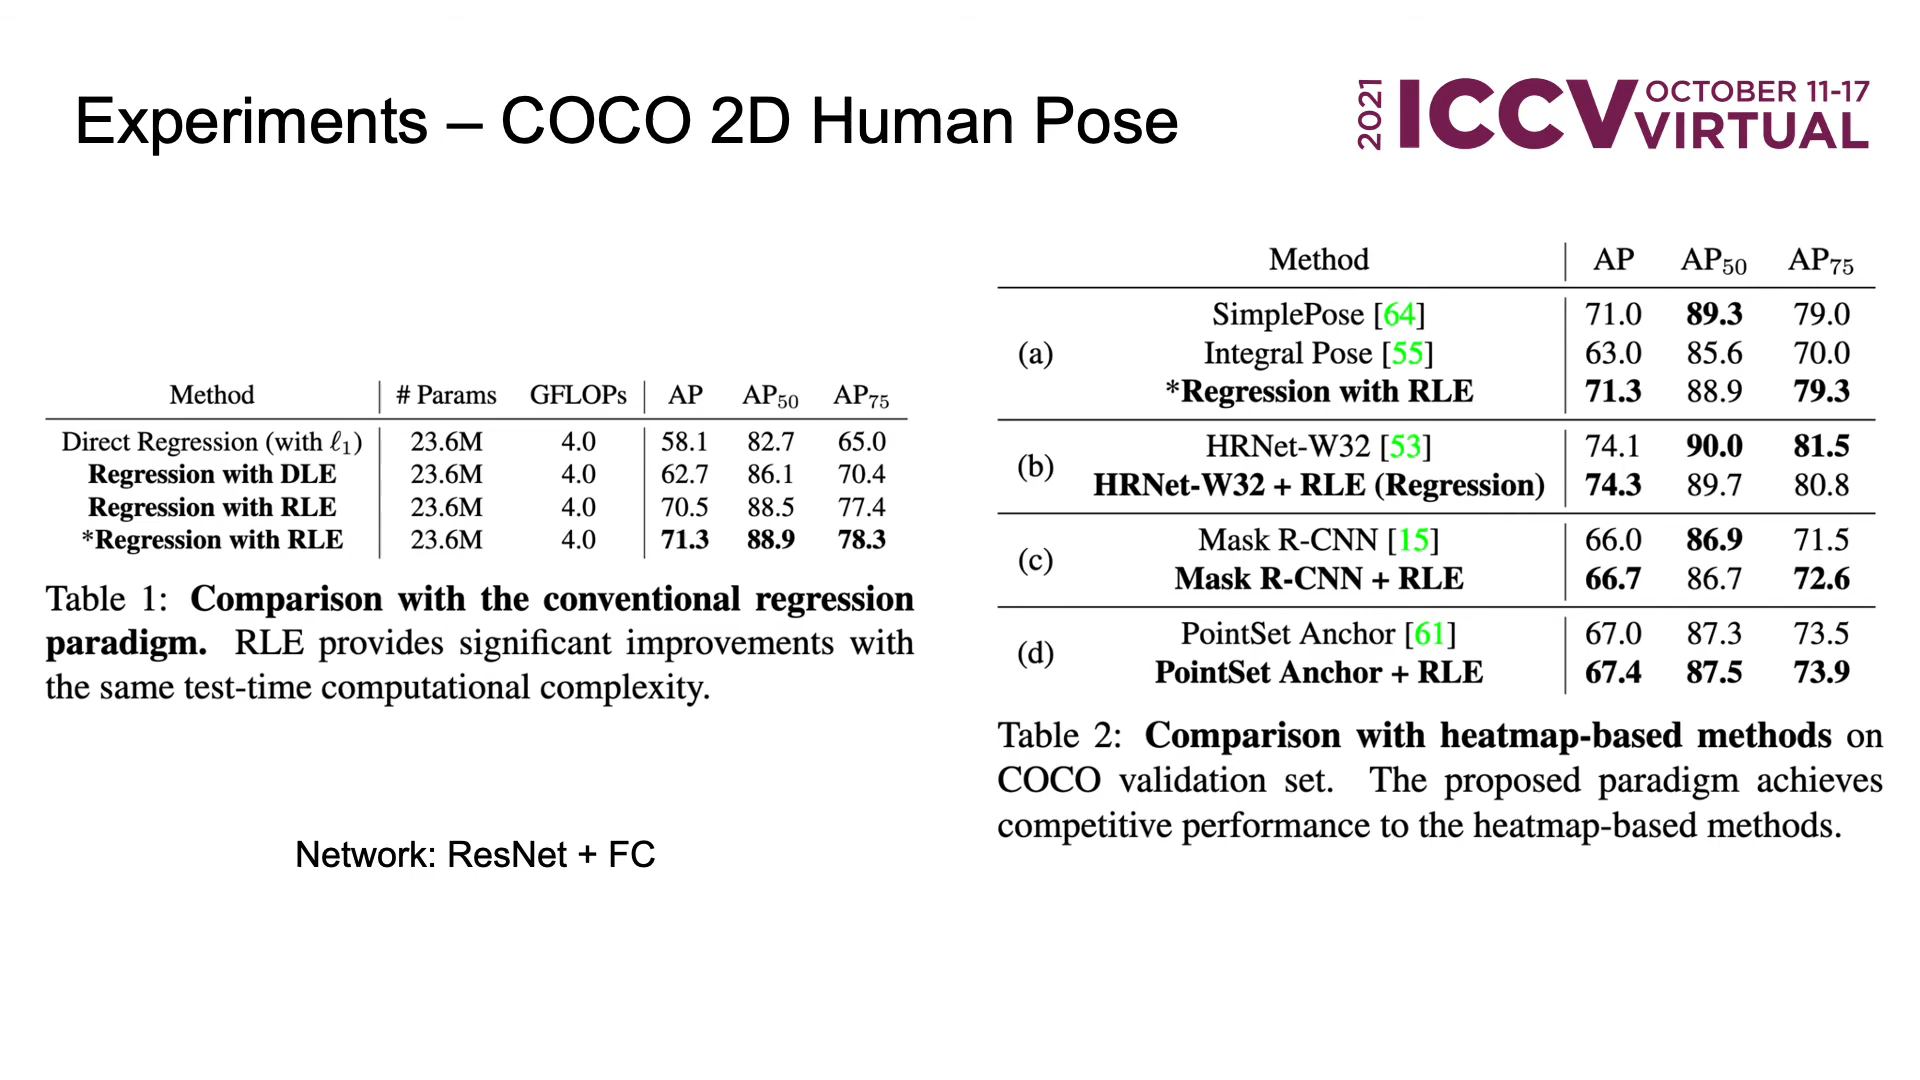 Experiments – COCO 2D Human Pose
2021 ICCV OCTOBER 11-17 VIRTUAL
Method # Params GFLOPs AP AP50 AP75
Direct Regression (with ℓ1) 23.6M 4.0 58.1 82.7 65.0
Regression with DLE 23.6M 4.0 62.7 86.1 70.4
Regression with RLE 23.6M 4.0 70.5 88.5 77.4
*Regression with RLE 23.6M 4.0 71.3 88.9 78.3
Table 1: Comparison with the conventional regression
paradigm. RLE provides significant improvements with
the same test-time computational complexity.
Network: ResNet + FC
Method AP AP50 AP75
(a)
SimplePose [64] 71.0 89.3 79.0
Integral Pose [55] 63.0 85.6 70.0
*Regression with RLE 71.3 88.9 79.3
(b)
HRNet-W32 [53] 74.1 90.0 81.5
HRNet-W32 + RLE (Regression) 74.3 89.7 80.8
(c)
Mask R-CNN [15] 66.0 86.9 71.5
Mask R-CNN + RLE 66.7 86.7 72.6
(d)
PointSet Anchor [61] 67.0 87.3 73.5
PointSet Anchor + RLE 67.4 87.5 73.9
Table 2: Comparison with heatmap-based methods on
COCO validation set. The proposed paradigm achieves
competitive performance to the heatmap-based methods.